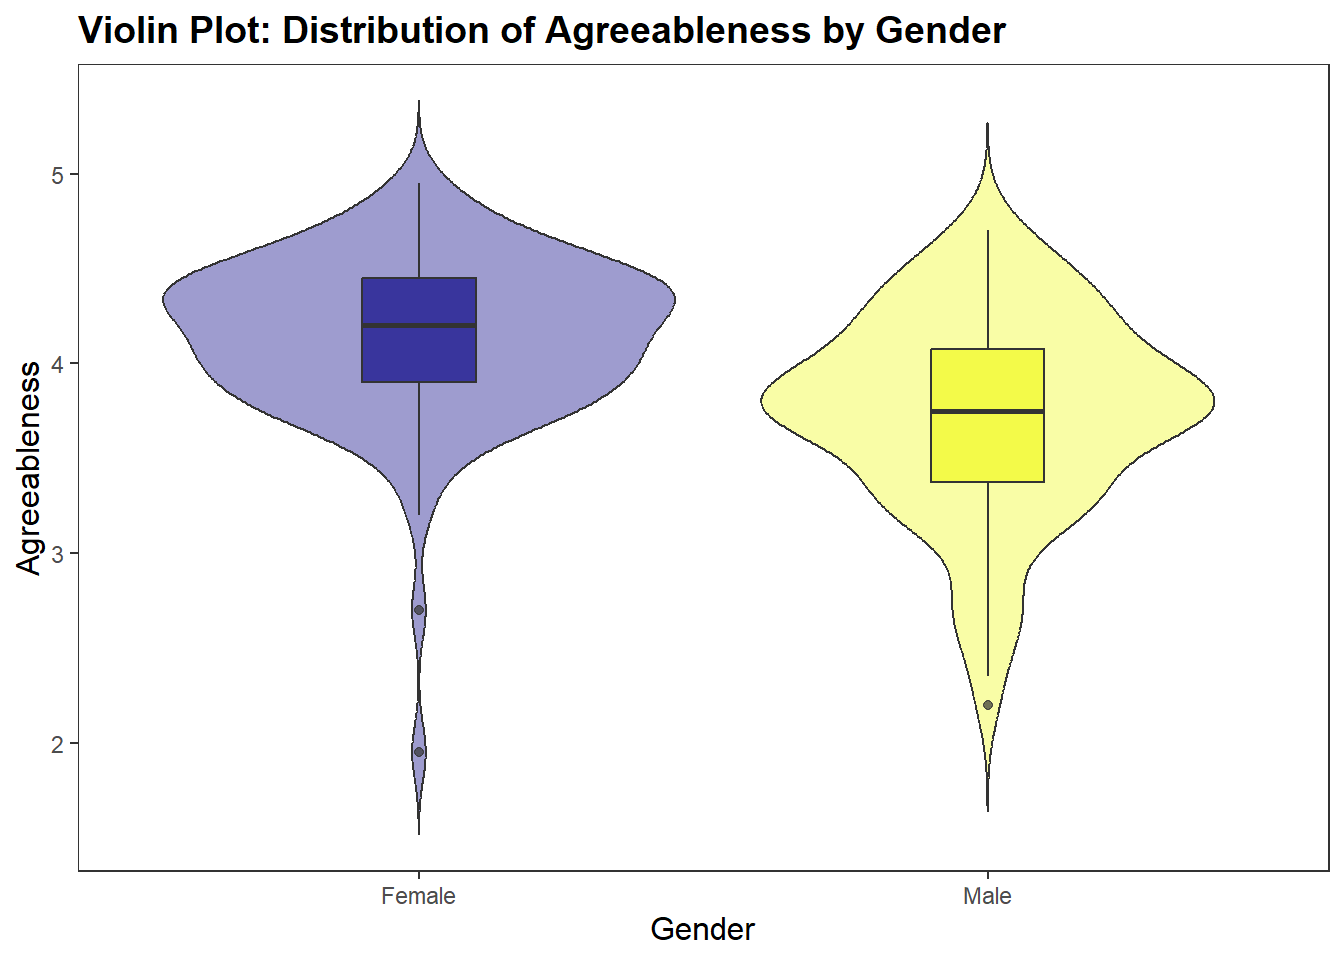 Violin Plot: Distribution of Agreeableness by Gender
Agreeableness
5
4
3
2
Female
Male
Gender